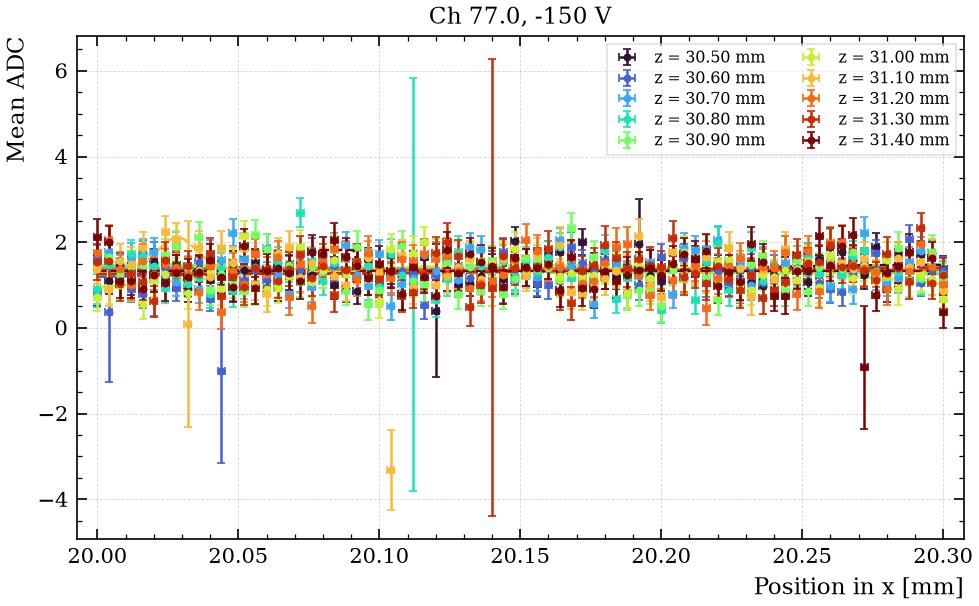 Ch 77.0, -150 V
Mean ADC
6
4
2
0
−2
−4
z = 30.50 mm
z = 30.60 mm
z = 30.70 mm
z = 30.80 mm
z = 30.90 mm
z = 31.00 mm
z = 31.10 mm
z = 31.20 mm
z = 31.30 mm
z = 31.40 mm
20.00 20.05 20.10 20.15 20.20 20.25 20.30
Position in x [mm]